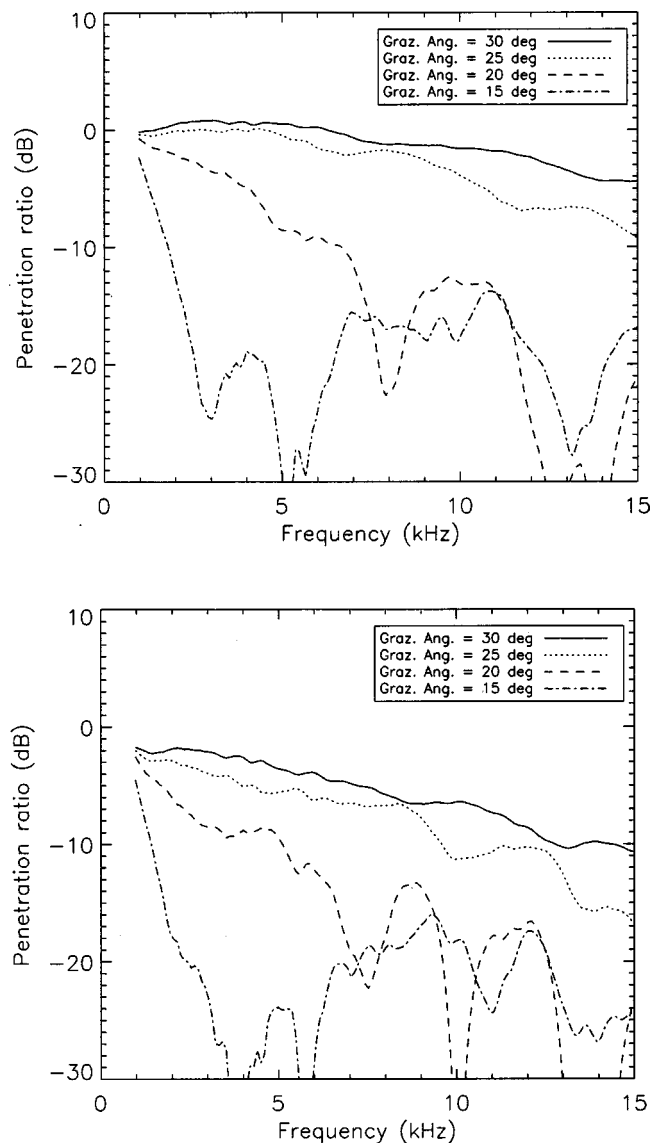 10
0
-10
-20
-30
Penetration ratio (dB)
Graz. Ang. = 30 deg
Graz. Ang. = 25 deg
Graz. Ang. = 20 deg
Graz. Ang. = 15 deg
0
5
10
15
Frequency (kHz)
10
0
-10
-20
-30
Penetration ratio (dB)
Graz. Ang. = 30 deg
Graz. Ang. = 25 deg
Graz. Ang. = 20 deg
Graz. Ang. = 15 deg
0
5
10
15
Frequency (kHz)